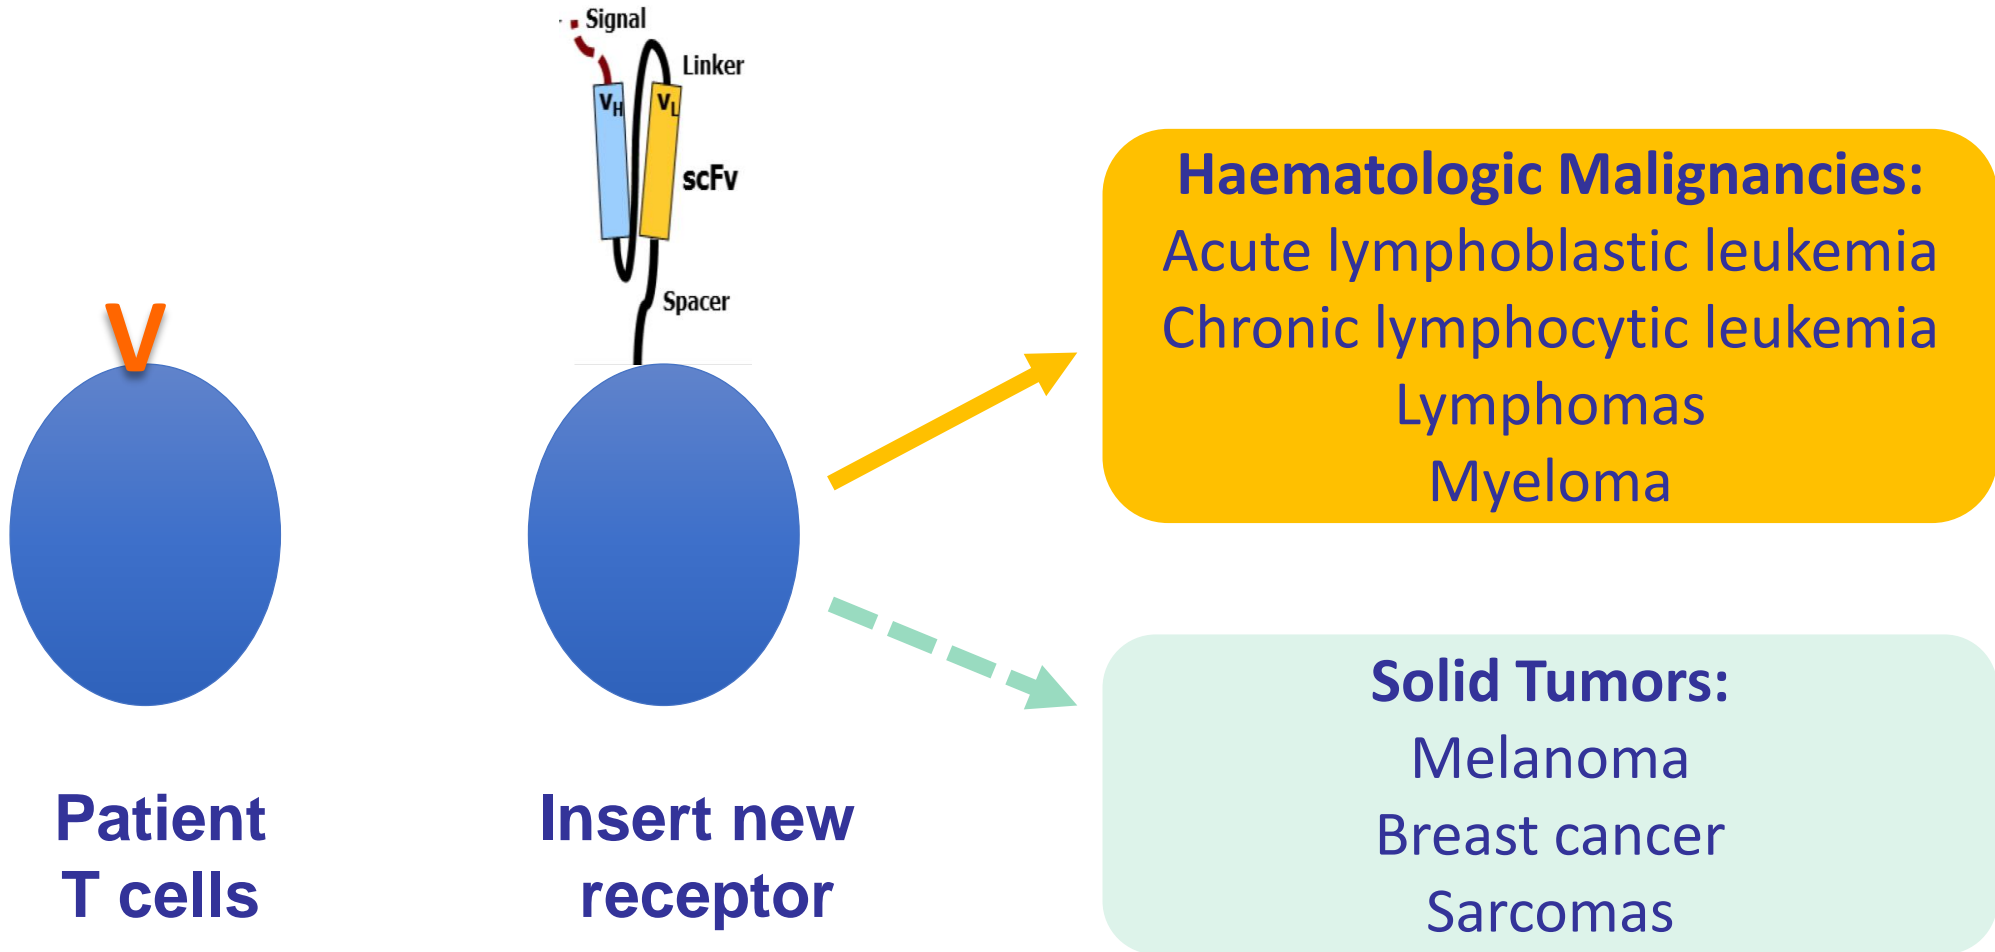 Signal
Linker
VH
VL
scFv
Spacer
V
Patient
T cells
Insert new
receptor
Haematologic Malignancies:
Acute lymphoblastic leukemia
Chronic lymphocytic leukemia
Lymphomas
Myeloma
Solid Tumors:
Melanoma
Breast cancer
Sarcomas